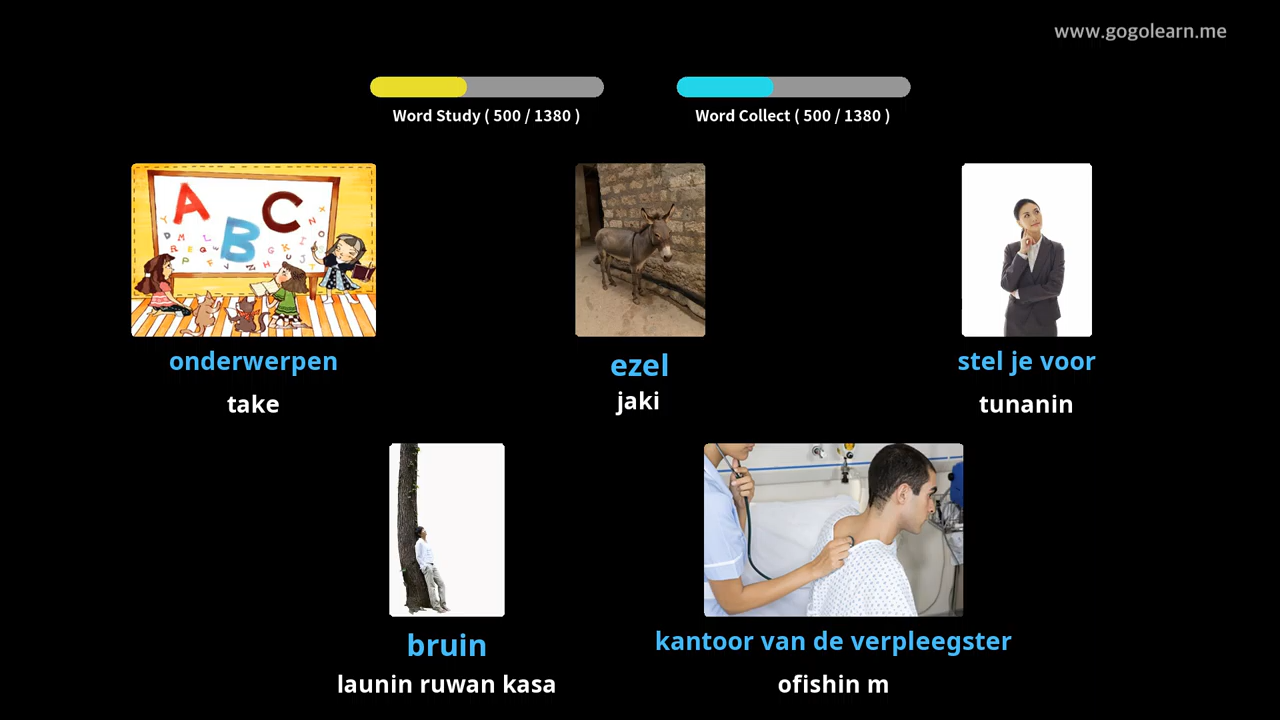 www.gogolearn.me
Word Study ( 500 / 1380 )
Word Collect ( 500 / 1380 )
A B C
onderwerpen
take
ezel
jaki
stel je voor
tunanin
bruin
launin ruwan kasa
kantoor van de verpleegster
ofishin m